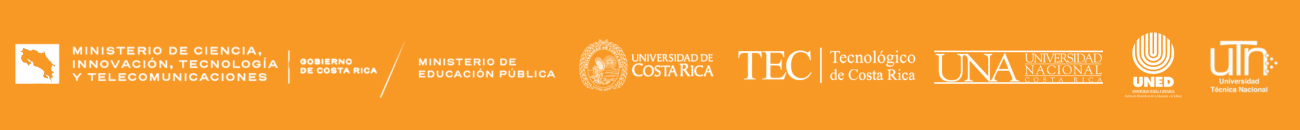 MINISTERIO DE CIENCIA,
INNOVACIÓN, TECNOLOGÍA
Y TELECOMUNICACIONES
GOBIERNO
DE COSTA RICA
MINISTERIO DE
EDUCACIÓN PÚBLICA
UNIVERSIDAD DE
COSTA RICA
TEC
Tecnológico
de Costa Rica
UNA
UNIVERSIDAD
NACIONAL
COSTA RICA
UNED
uTn
Universidad
Técnica Nacional